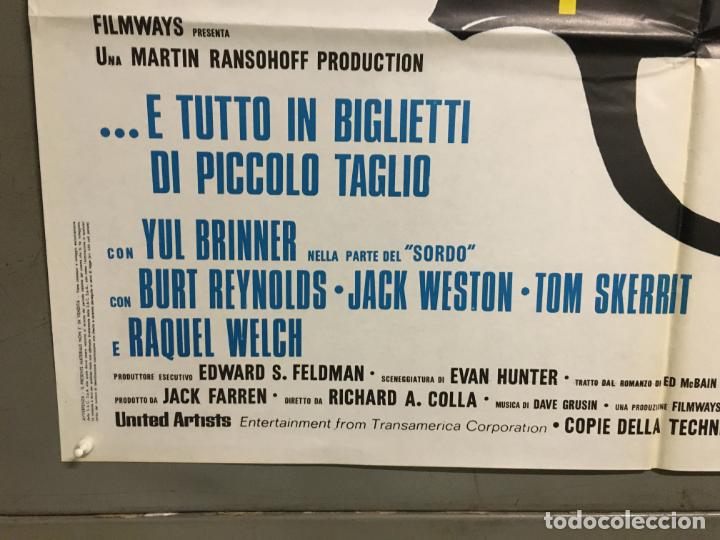 FILMWAYS PRESENTA
UNA MARTIN RANSOHOFF PRODUCTION
... E TUTTO IN BIGLIETTI
DI PICCOLO TAGLIO
CON YUL BRINNER NELLA PARTE DEL "SORDO"
CON BURT REYNOLDS • JACK WESTON • TOM SKERRIT
E RAQUEL WELCH
PRODUTTORE ESECUTIVO EDWARD S. FELDMAN • SCENEGGIATURA DI EVAN HUNTER • TRATTO DAL ROMANZO DI ED McBAIN
PRODOTTO DA JACK FARREN • DIRETTO DA RICHARD A. COLLA • MUSICA DI DAVE GRUSIN • UNA PRODUZIONE FILMWAYS
United Artists Entertainment from Transamerica Corporation • COPIE DELLA TECHN
todocoleccion